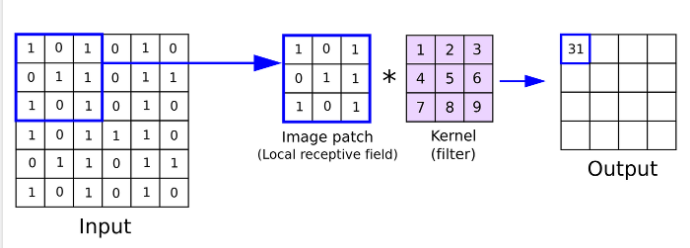 1 0 1 0 1 0
0 1 1 0 1 1
1 0 1 0 1 0
1 0 1 1 1 0
0 1 1 0 1 1
1 0 1 0 1 0
Input
1 0 1
0 1 1
1 0 1
Image patch
(Local receptive field)
*
1 2 3
4 5 6
7 8 9
Kernel
(filter)
31
Output